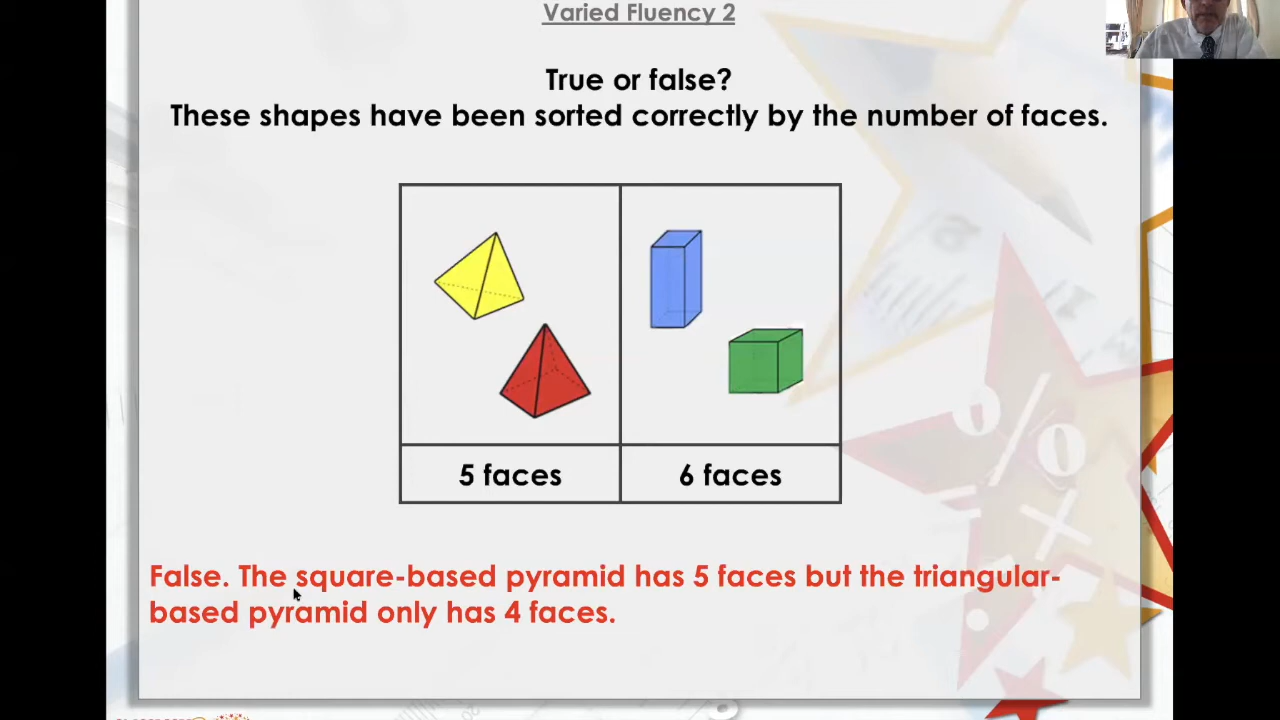 Varied Fluency 2
True or false?
These shapes have been sorted correctly by the number of faces.
5 faces
6 faces
False. The square-based pyramid has 5 faces but the triangular-
based pyramid only has 4 faces.